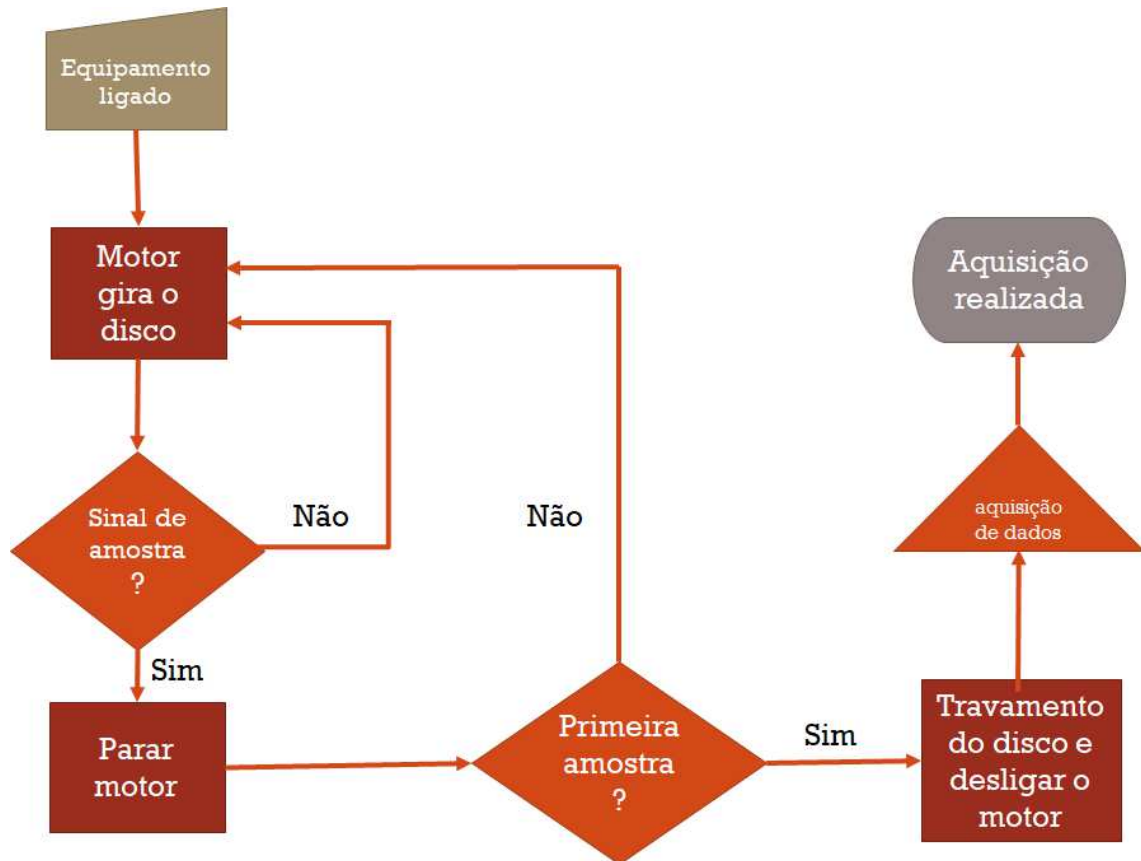 Equipamento
ligado
Motor
gira o
disco
Sinal de
amostra
?
Não
Sim
Parar
motor
Primeira
amostra
?
Não
Sim
Travamento
do disco e
desligar o
motor
aquisição
de dados
Aquisição
realizada